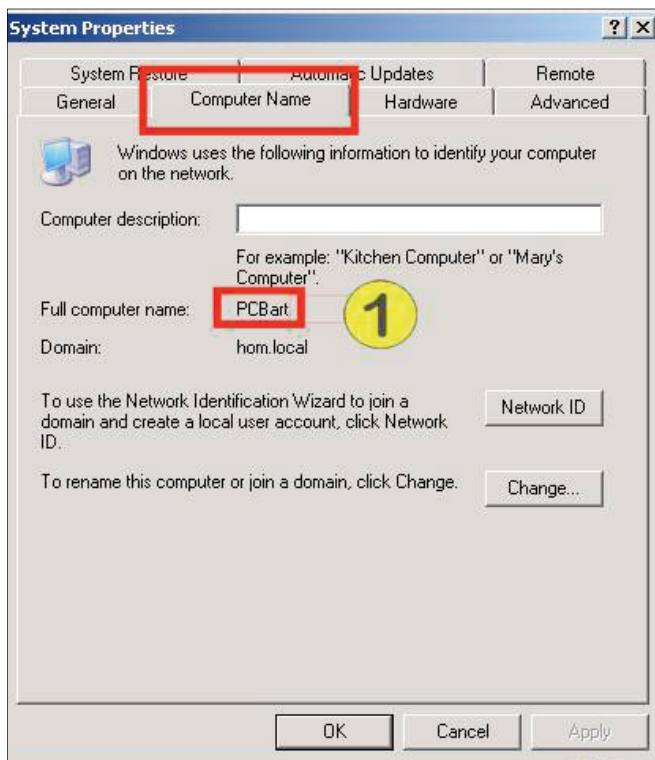 System Properties ? X
System Restore Automatic Updates Remote
General Computer Name Hardware Advanced
Windows uses the following information to identify your computer
on the network.
Computer description:
For example: "Kitchen Computer" or "Mary's
Computer".
Full computer name: PCBart 1
Domain: hom.local
To use the Network Identification Wizard to join a
domain and create a local user account, click Network
ID.
Network ID
To rename this computer or join a domain, click Change.
Change...
OK Cancel Apply